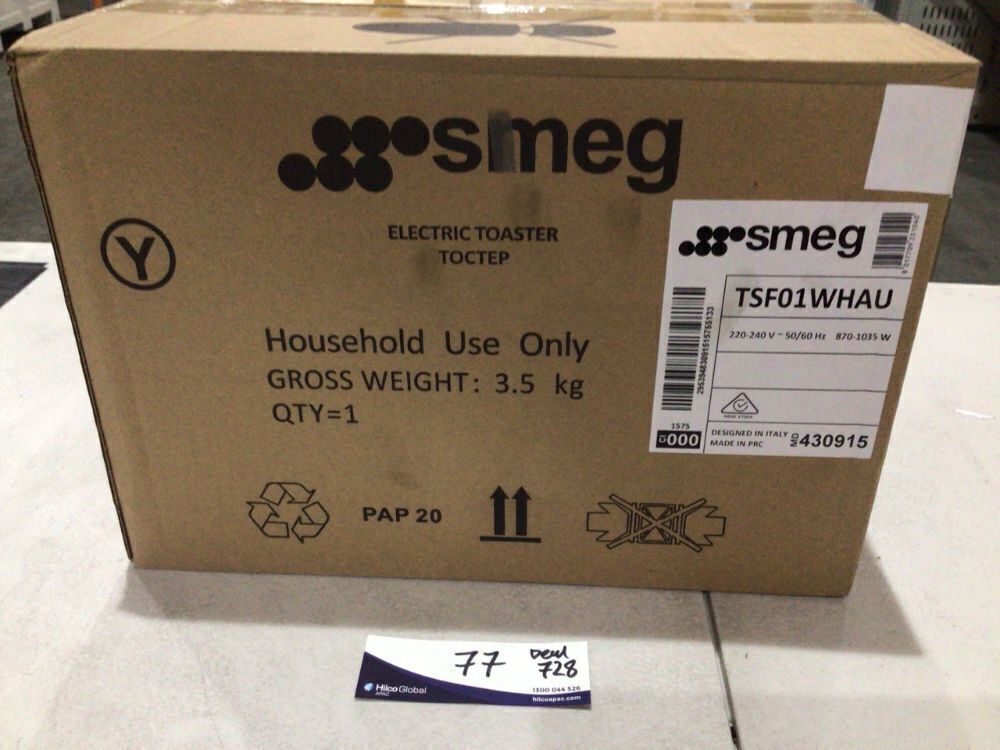 smeg
ELECTRIC TOASTER
ТОСТЕР
Y
Household Use Only
GROSS WEIGHT: 3.5 kg
QTY=1
PAP 20
smeg
TSF01WHAU
220-240 V ~ 50/60 Hz 870-1035 W
1575
000
DESIGNED IN ITALY
MADE IN PRC
430915
77
728
HilcoGlobal
APAC
1300 044 526
hilcoapac.com